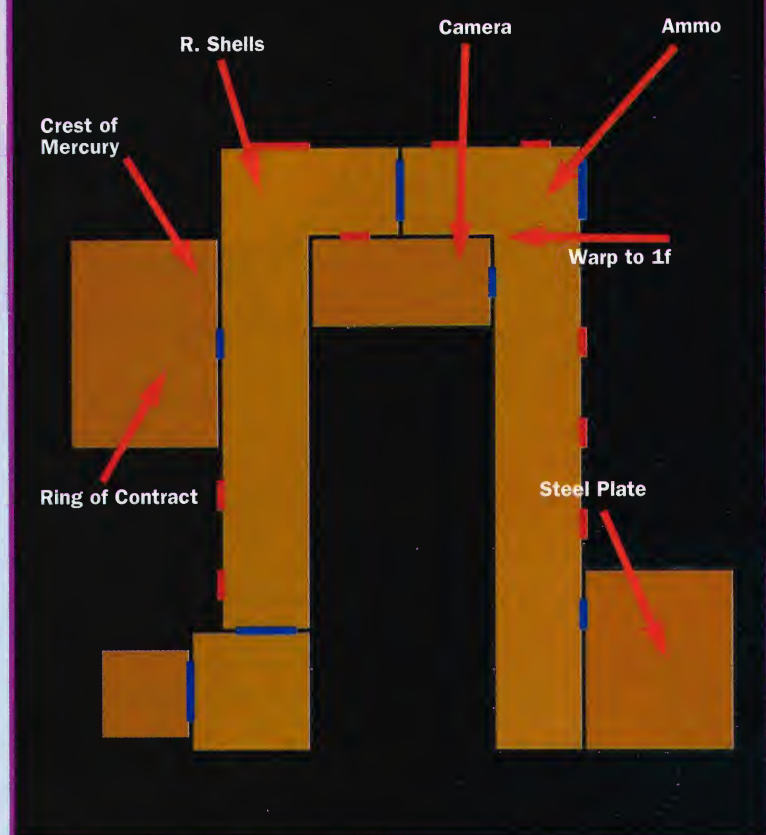 Camera
Ammo
R. Shells
Crest of
Mercury
Warp to 1f
Steel Plate
Ring of Contract